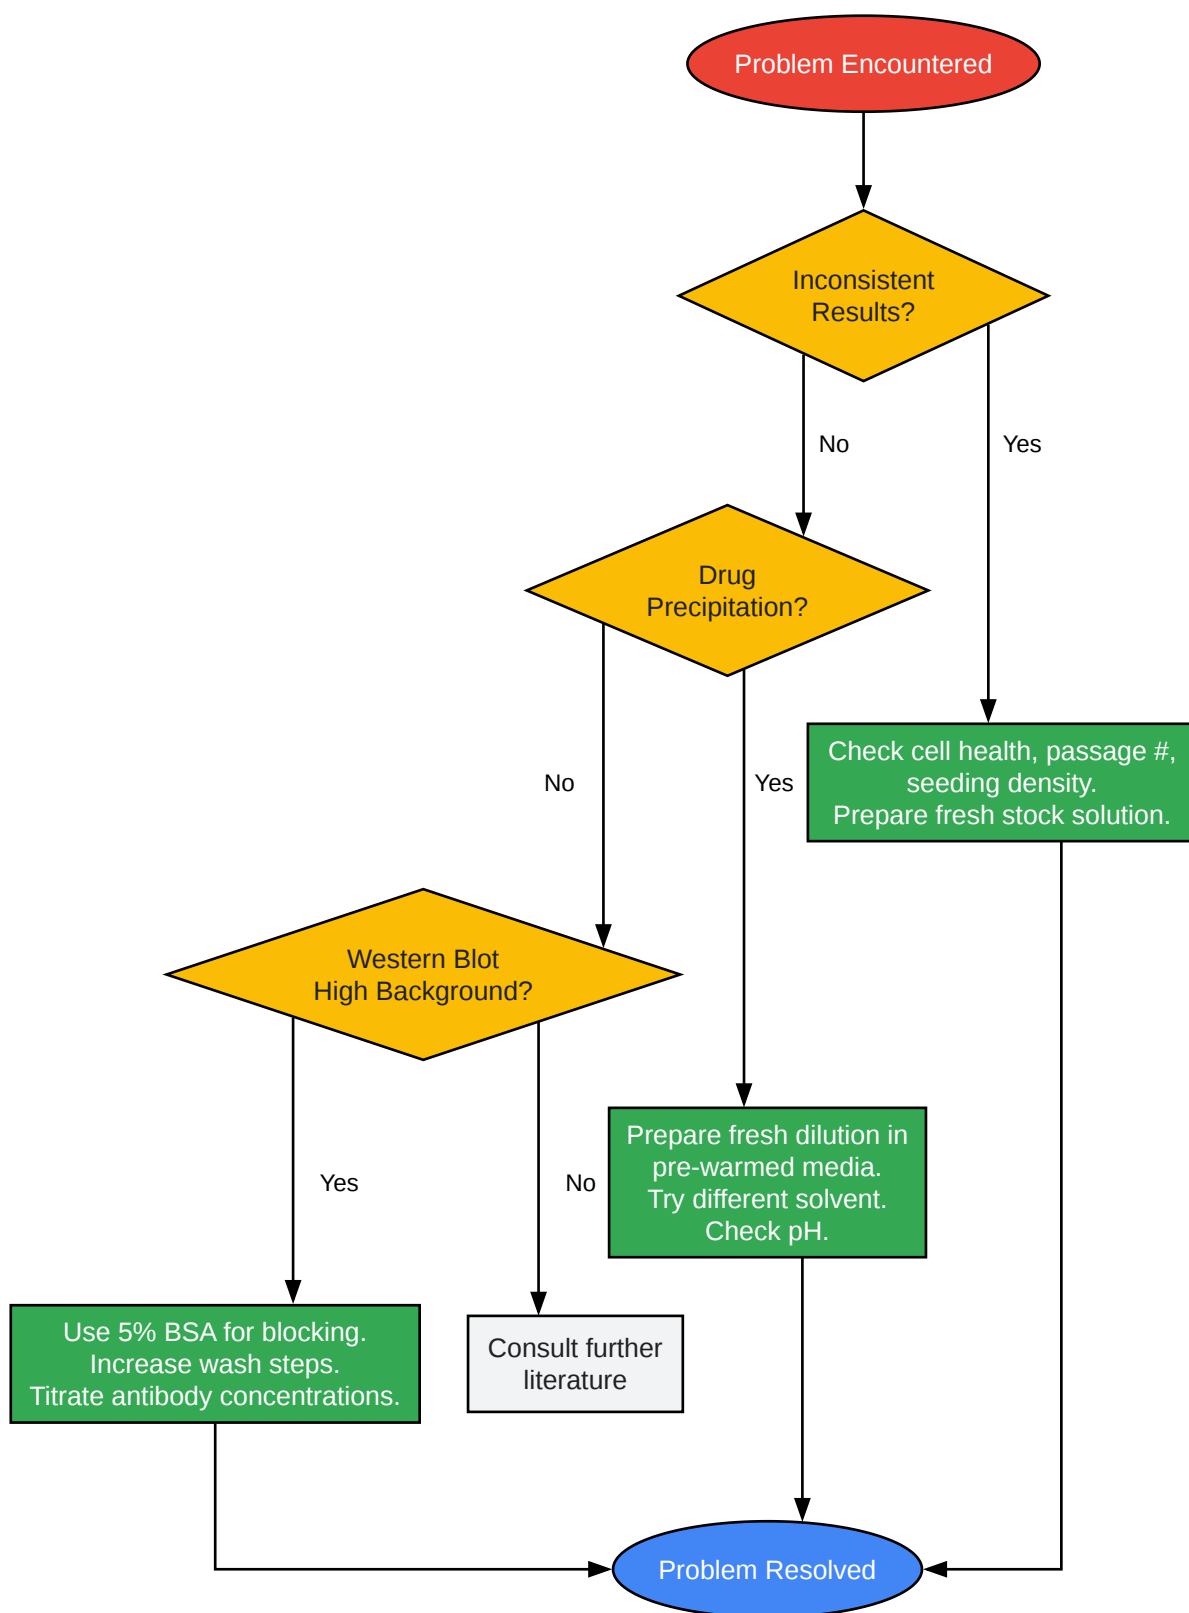 Problem Encountered
Inconsistent
Results?
No
Yes
Drug
Precipitation?
No
Yes
Check cell health, passage #,
seeding density.
Prepare fresh stock solution.
Western Blot
High Background?
Yes
No
Prepare fresh dilution in
pre-warmed media.
Try different solvent.
Check pH.
Use 5% BSA for blocking.
Increase wash steps.
Titrate antibody concentrations.
Consult further
literature
Problem Resolved